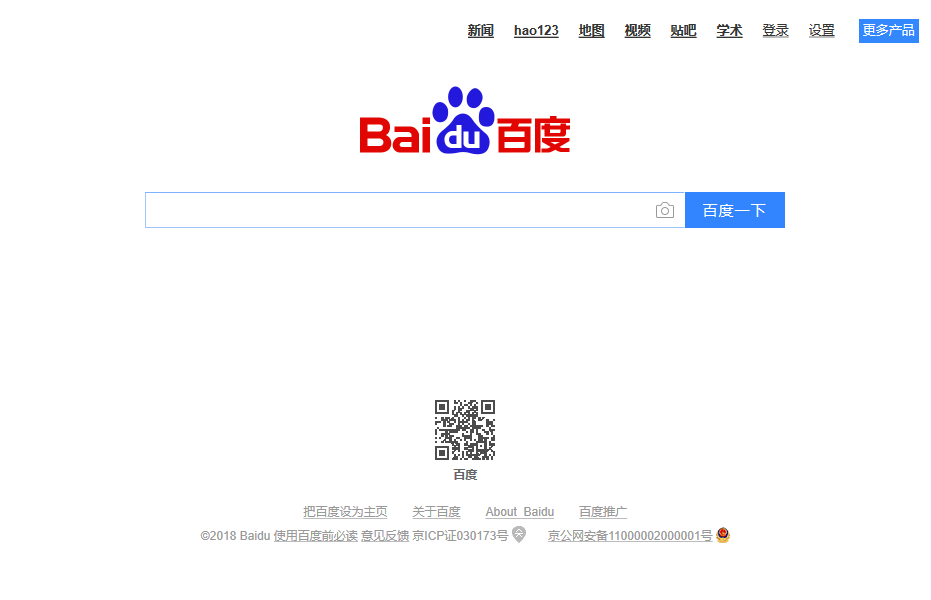 新闻 hao123 地图 视频 贴吧 学术 登录 设置 更多产品
Bai du 百度
百度一下
百度
把百度设为主页 关于百度 About Baidu 百度推广
©2018 Baidu 使用百度前必读 意见反馈 京ICP证030173号 京公网安备11000002000001号